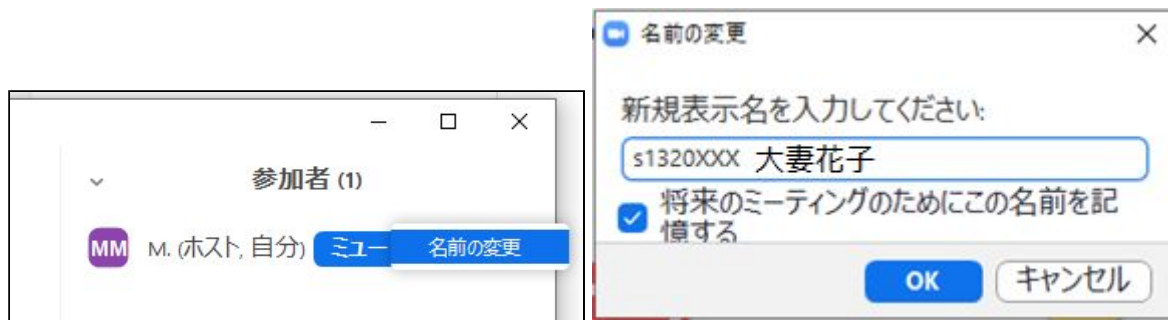 参加者 (1)
MM M. (ホスト, 自分) ミュー 名前の変更
名前の変更
新規表示名を入力してください:
s1320XXX 大妻花子
将来のミーティングのためにこの名前を記
憶する
OK キャンセル